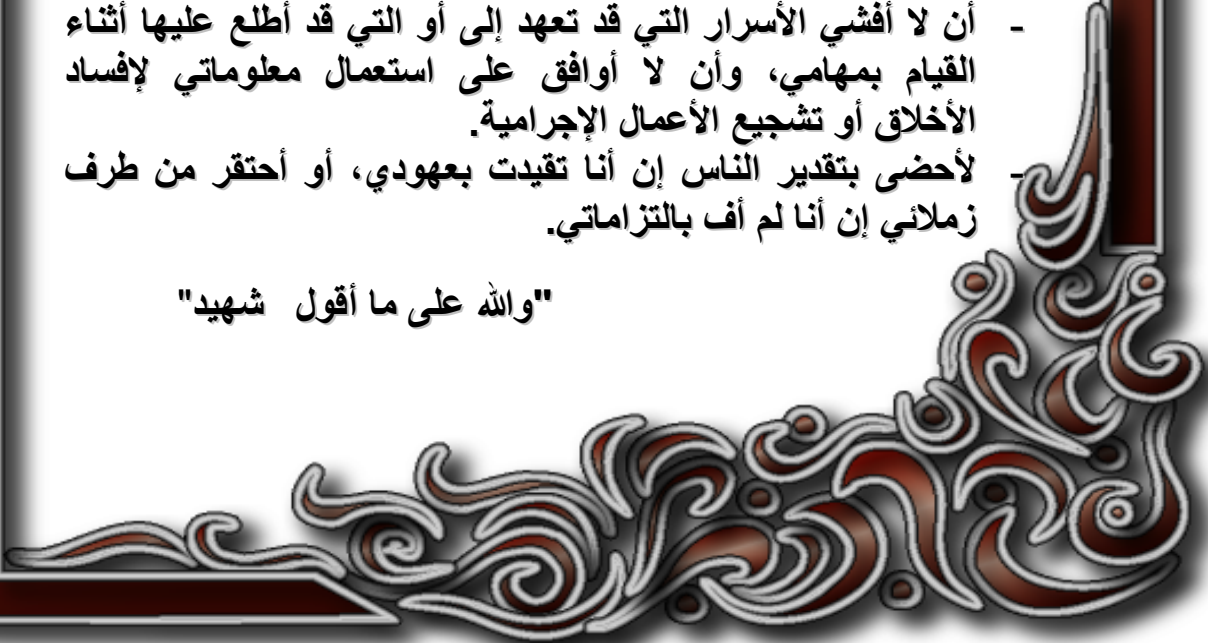 - أن لا أفشي الأسرار التي قد تعهد إلى أو التي قد أطلع عليها أثناء
القيام بمهامي، وأن لا أوافق على استعمال معلوماتي لإفساد
الأخلاق أو تشجيع الأعمال الإجرامية.
- لأحضى بتقدير الناس إن أنا تقيدت بعهودي، أو أحتقر من طرف
زملائي إن أنا لم أف بالتزاماتي.
"والله على ما أقول شهيد"